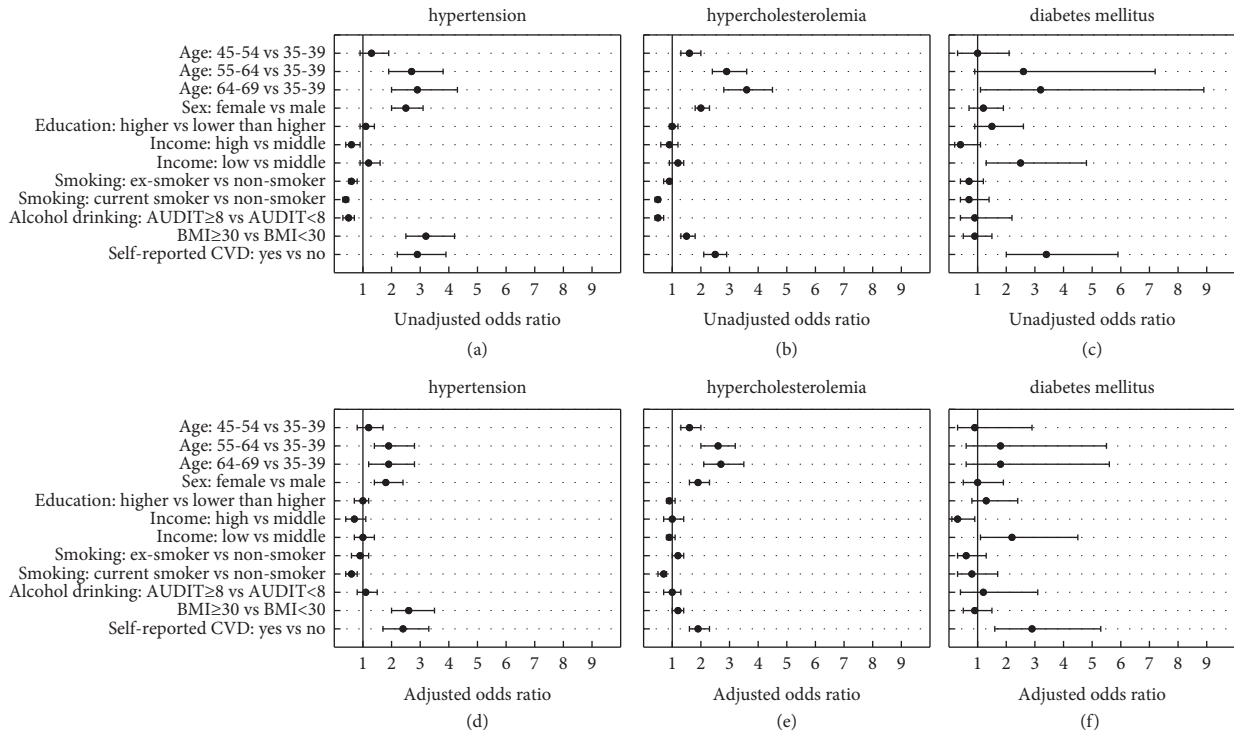 hypertension hypercholesterolemia diabetes mellitus
Age: 45-54 vs 35-39
Age: 55-64 vs 35-39
Age: 64-69 vs 35-39
Sex: female vs male
Education: higher vs lower than higher
Income: high vs middle
Income: low vs middle
Smoking: ex-smoker vs non-smoker
Smoking: current smoker vs non-smoker
Alcohol drinking: AUDIT≥8 vs AUDIT<8
BMI≥30 vs BMI<30
Self-reported CVD: yes vs no
1 2 3 4 5 6 7 8 9 1 2 3 4 5 6 7 8 9 1 2 3 4 5 6 7 8 9
Unadjusted odds ratio Unadjusted odds ratio Unadjusted odds ratio
(a) (b) (c)
hypertension hypercholesterolemia diabetes mellitus
Age: 45-54 vs 35-39
Age: 55-64 vs 35-39
Age: 64-69 vs 35-39
Sex: female vs male
Education: higher vs lower than higher
Income: high vs middle
Income: low vs middle
Smoking: ex-smoker vs non-smoker
Smoking: current smoker vs non-smoker
Alcohol drinking: AUDIT≥8 vs AUDIT<8
BMI≥30 vs BMI<30
Self-reported CVD: yes vs no
1 2 3 4 5 6 7 8 9 1 2 3 4 5 6 7 8 9 1 2 3 4 5 6 7 8 9
Adjusted odds ratio Adjusted odds ratio Adjusted odds ratio
(d) (e) (f)